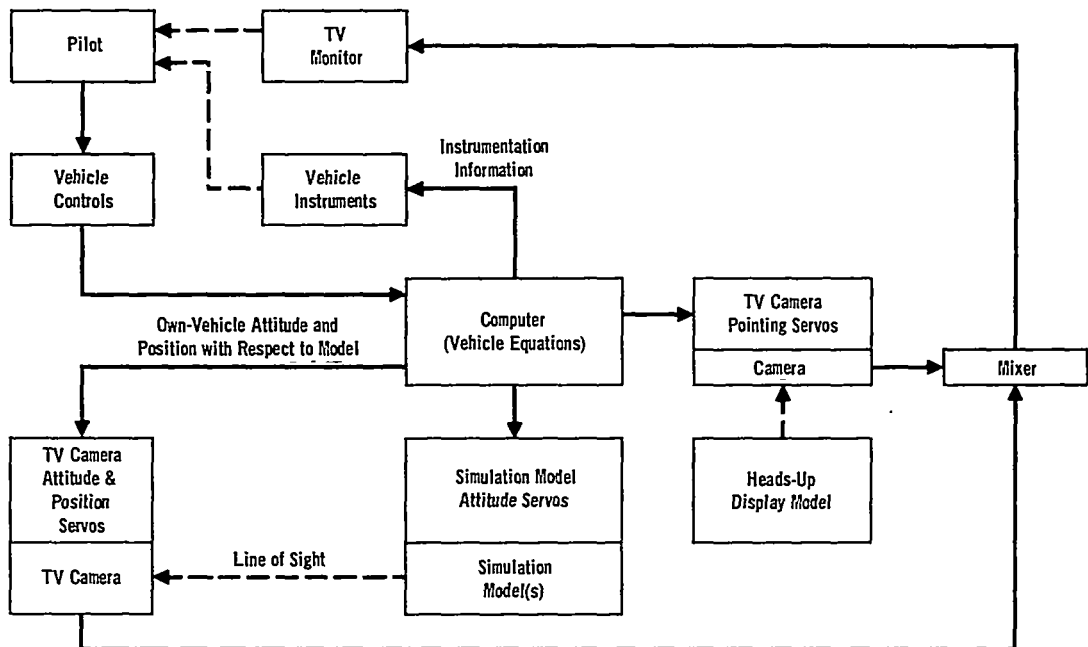 Pilot
TV
Monitor
Vehicle
Controls
Vehicle
Instruments
Instrumentation
Information
Own-Vehicle Attitude and
Position with Respect to Model
Computer
(Vehicle Equations)
TV Camera
Pointing Servos
Camera
Mixer
TV Camera
Attitude &
Position
Servos
TV Camera
Line of Sight
Simulation Model
Attitude Servos
Simulation
Model(s)
Heads-Up
Display Model